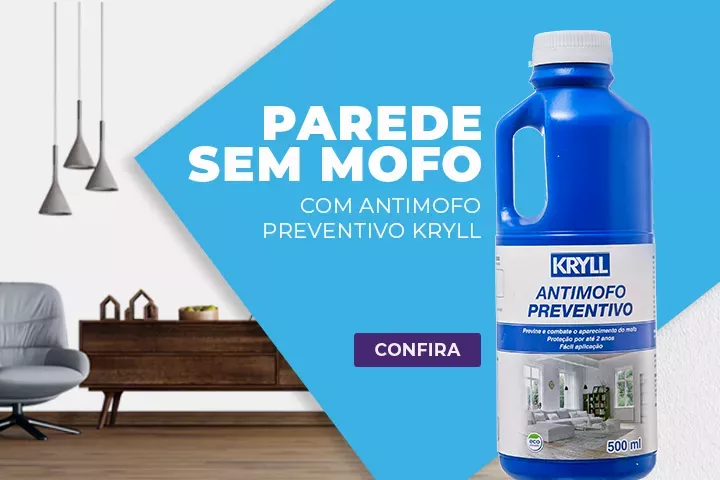 PAREDE
SEM MOFO
COM ANTIMOFO
PREVENTIVO KRYLL
CONFIRA
KRYLL
ANTIMOFO
PREVENTIVO
Previne e combate o aparecimento do mofo
Proteção por até 2 anos
Fácil aplicação
eco
500 ml